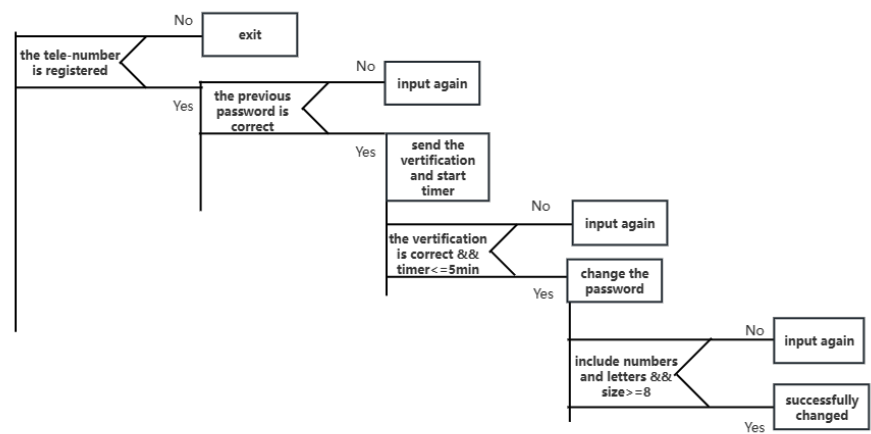 No
exit
the tele-number
is registered
No
input again
Yes
the previous
password is
correct
Yes
send the
vertification
and start
timer
No
input again
the vertification
is correct &&
timer<=5min
Yes
change the
password
No
input again
include numbers
and letters &&
size>=8
successfully
changed
Yes